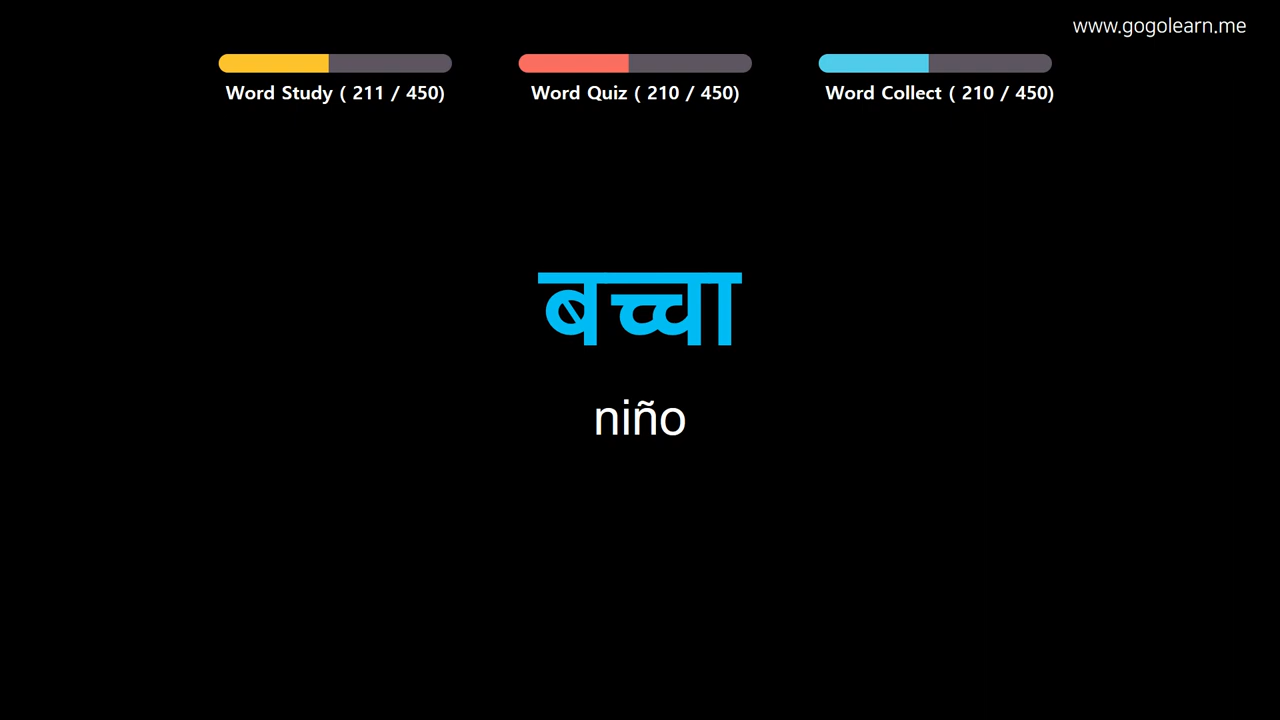 www.gogolearn.me
Word Study ( 211 / 450)
Word Quiz ( 210 / 450)
Word Collect ( 210 / 450)
बच्चा
niño